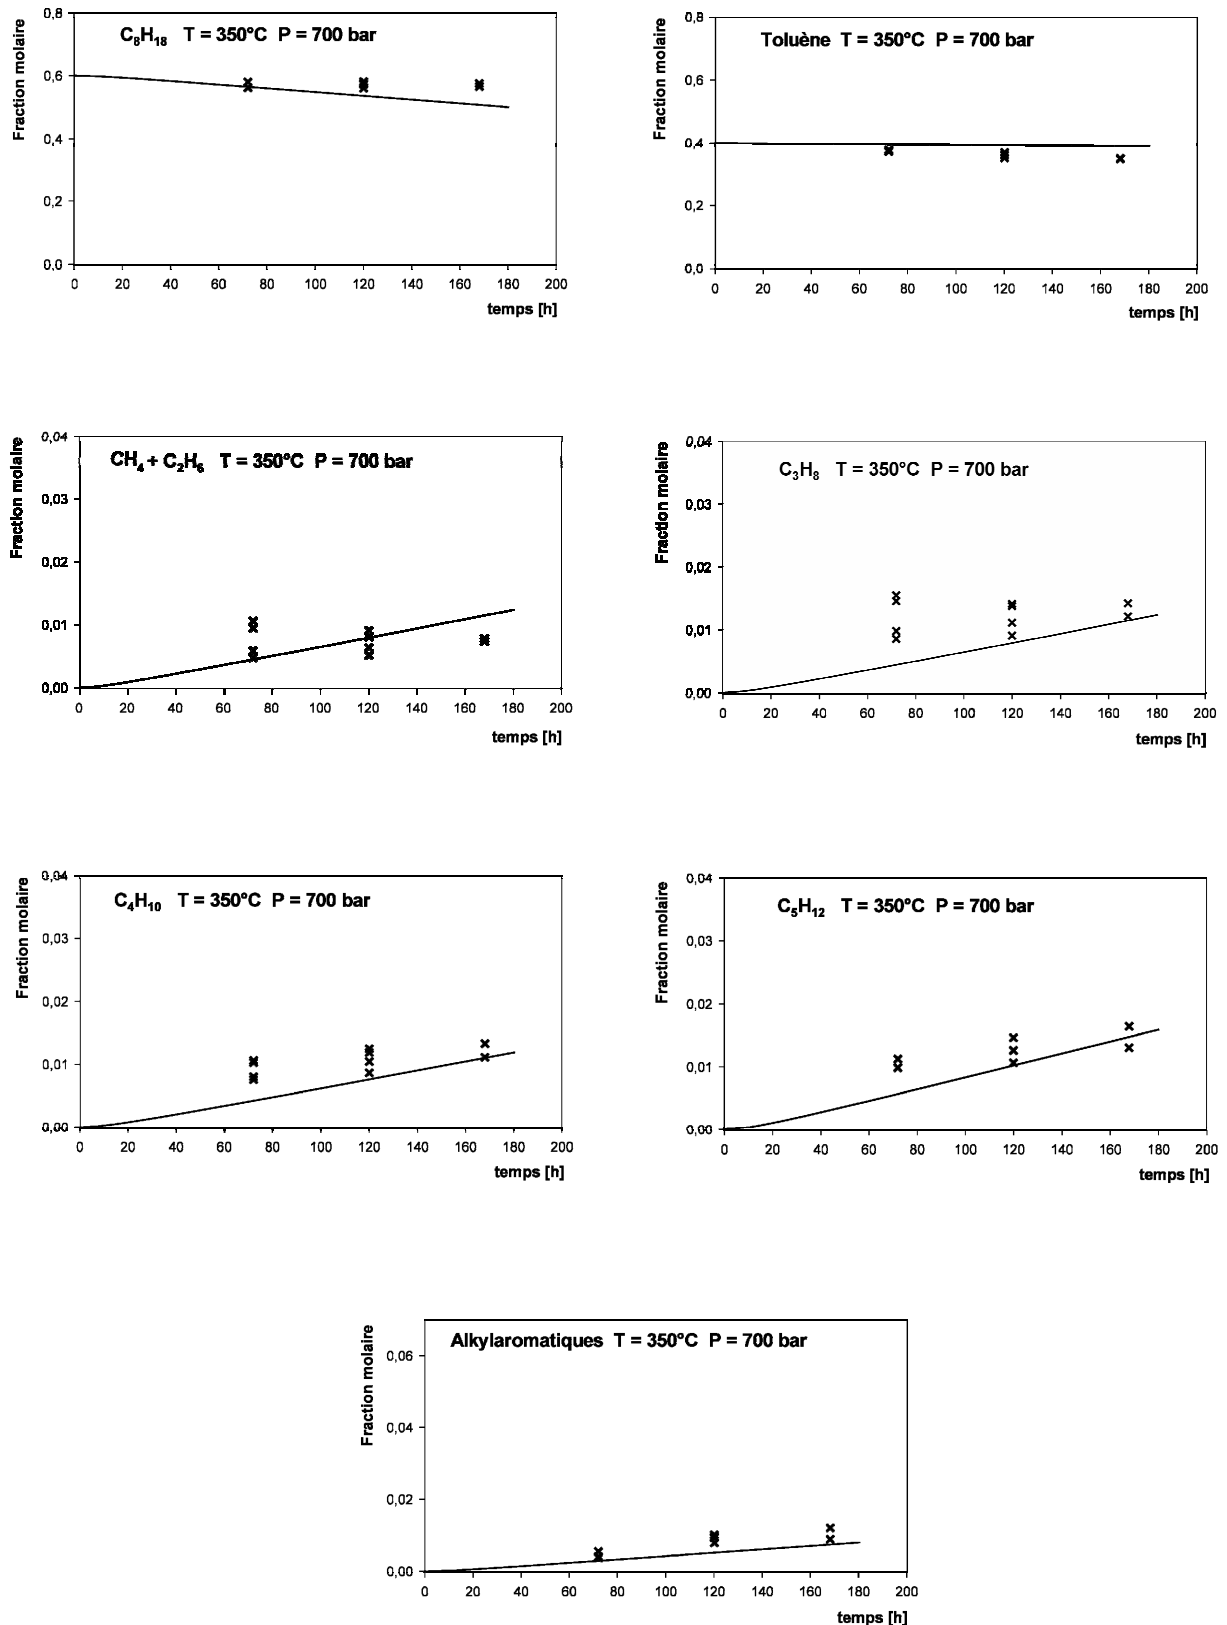 Fraction molaire
C8H18 T = 350°C P = 700 bar
0,8
0,6
0,4
0,2
0,0
0 20 40 60 80 100 120 140 160 180 200
temps [h]
Fraction molaire
Toluène T = 350°C P = 700 bar
0,8
0,6
0,4
0,2
0,0
0 20 40 60 80 100 120 140 160 180 200
temps [h]
Fraction molaire
CH4 + C2H6 T = 350°C P = 700 bar
0,04
0,03
0,02
0,01
0,00
0 20 40 60 80 100 120 140 160 180 200
temps [h]
Fraction molaire
C3H8 T = 350°C P = 700 bar
0,04
0,03
0,02
0,01
0,00
0 20 40 60 80 100 120 140 160 180 200
temps [h]
Fraction molaire
C4H10 T = 350°C P = 700 bar
0,04
0,03
0,02
0,01
0,00
0 20 40 60 80 100 120 140 160 180 200
temps [h]
Fraction molaire
C5H12 T = 350°C P = 700 bar
0,04
0,03
0,02
0,01
0,00
0 20 40 60 80 100 120 140 160 180 200
temps [h]
Fraction molaire
Alkylaromatiques T = 350°C P = 700 bar
0,06
0,04
0,02
0,00
0 20 40 60 80 100 120 140 160 180 200
temps [h]